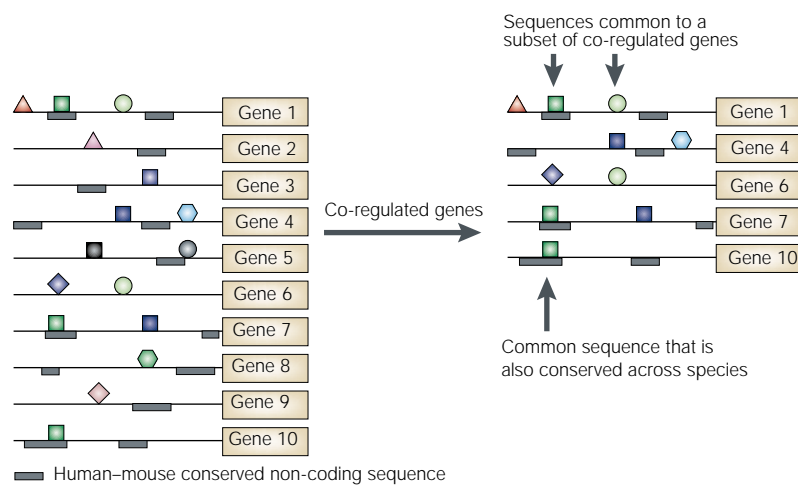 Sequences common to a
subset of co-regulated genes
Gene 1
Gene 2
Gene 3
Gene 4
Gene 5
Gene 6
Gene 7
Gene 8
Gene 9
Gene 10
Co-regulated genes
Gene 1
Gene 4
Gene 6
Gene 7
Gene 10
Common sequence that is
also conserved across species
Human–mouse conserved non-coding sequence